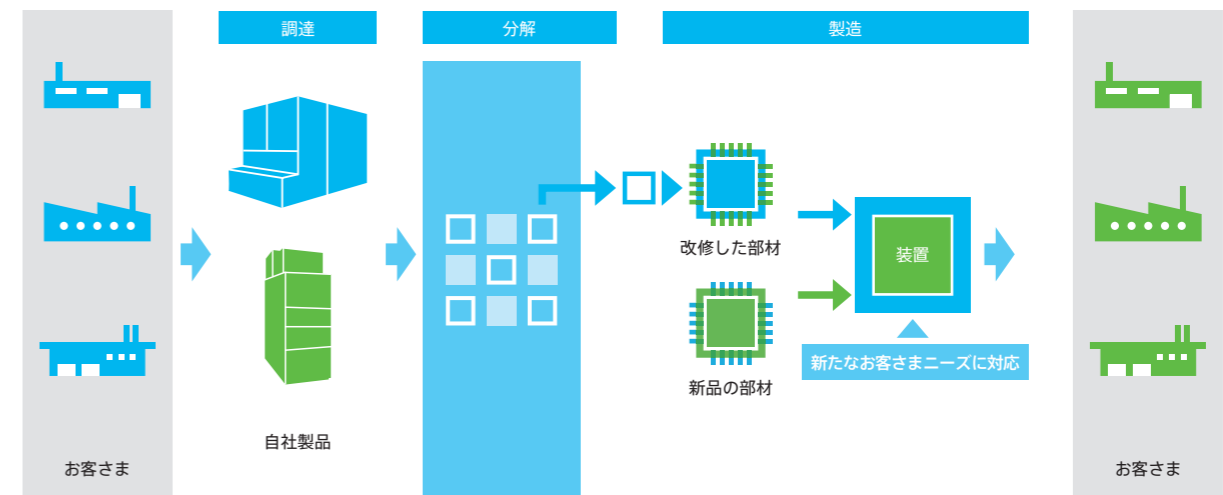 調達
分解
製造
お客さま
自社製品
改修した部材
新品の部材
装置
新たなお客さまニーズに対応
お客さま